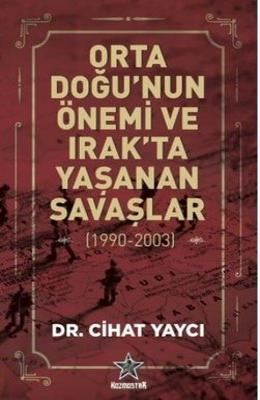 ORTA
DOĞU'NUN
ÖNEMİ VE
IRAK'TA
YAŞANAN
SAVAŞLAR
(1990-2003)
DR. CİHAT YAYCI
KOZMOSTAR